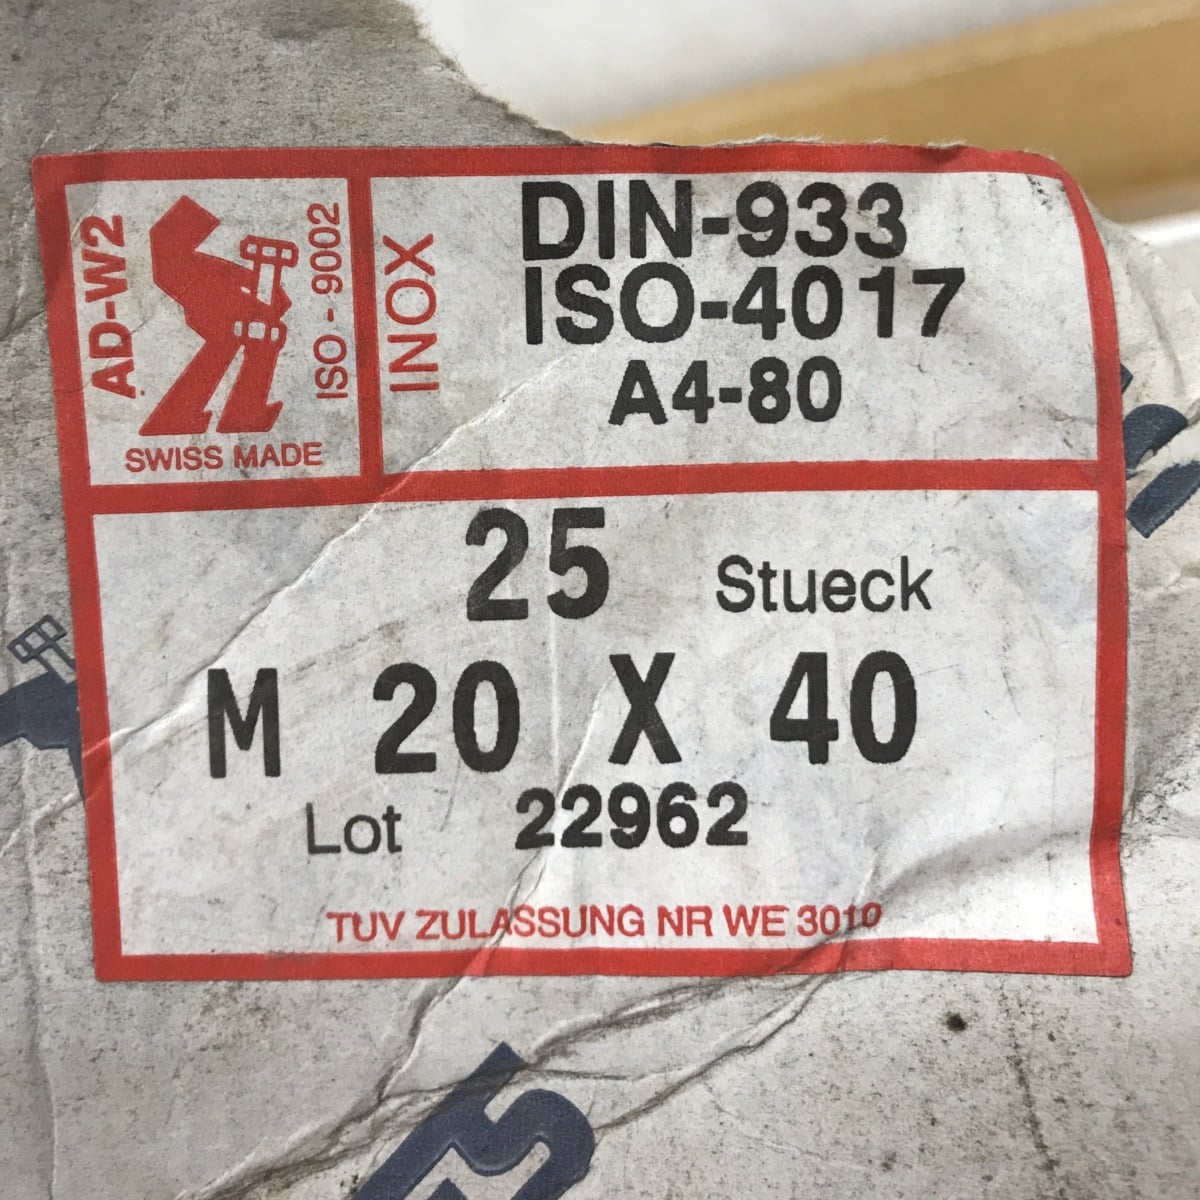 AD-W2
ISO - 9002
SWISS MADE
INOX
DIN-933
ISO-4017
A4-80
25 Stueck
M 20 X 40
Lot 22962
TUV ZULASSUNG NR WE 3010